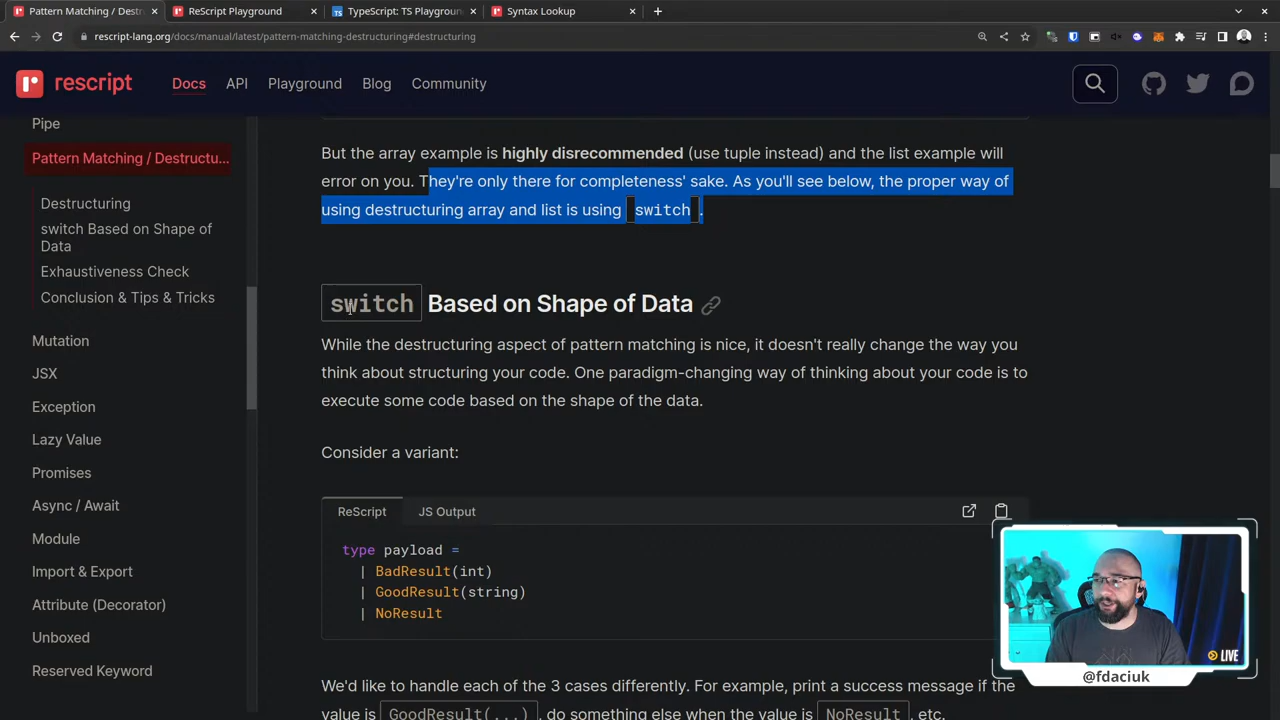 Pattern Matching / Destr
ReScript Playground
TypeScript: TS Playgroun
Syntax Lookup
rescript-lang.org/docs/manual/latest/pattern-matching-destructuring#destructuring
rescript
Docs
API
Playground
Blog
Community
Pipe
Pattern Matching / Destructu...
Destructuring
switch Based on Shape of
Data
Exhaustiveness Check
Conclusion & Tips & Tricks
Mutation
JSX
Exception
Lazy Value
Promises
Async / Await
Module
Import & Export
Attribute (Decorator)
Unboxed
Reserved Keyword
But the array example is highly disrecommended (use tuple instead) and the list example will
error on you. They're only there for completeness' sake. As you'll see below, the proper way of
using destructuring array and list is using switch .
switch Based on Shape of Data
While the destructuring aspect of pattern matching is nice, it doesn't really change the way you
think about structuring your code. One paradigm-changing way of thinking about your code is to
execute some code based on the shape of the data.
Consider a variant:
ReScript
JS Output
type payload =
| BadResult(int)
| GoodResult(string)
| NoResult
We'd like to handle each of the 3 cases differently. For example, print a success message if the
value is GoodResult(...) , do something else when the value is NoResult , etc.
LIVE
@fdaciuk